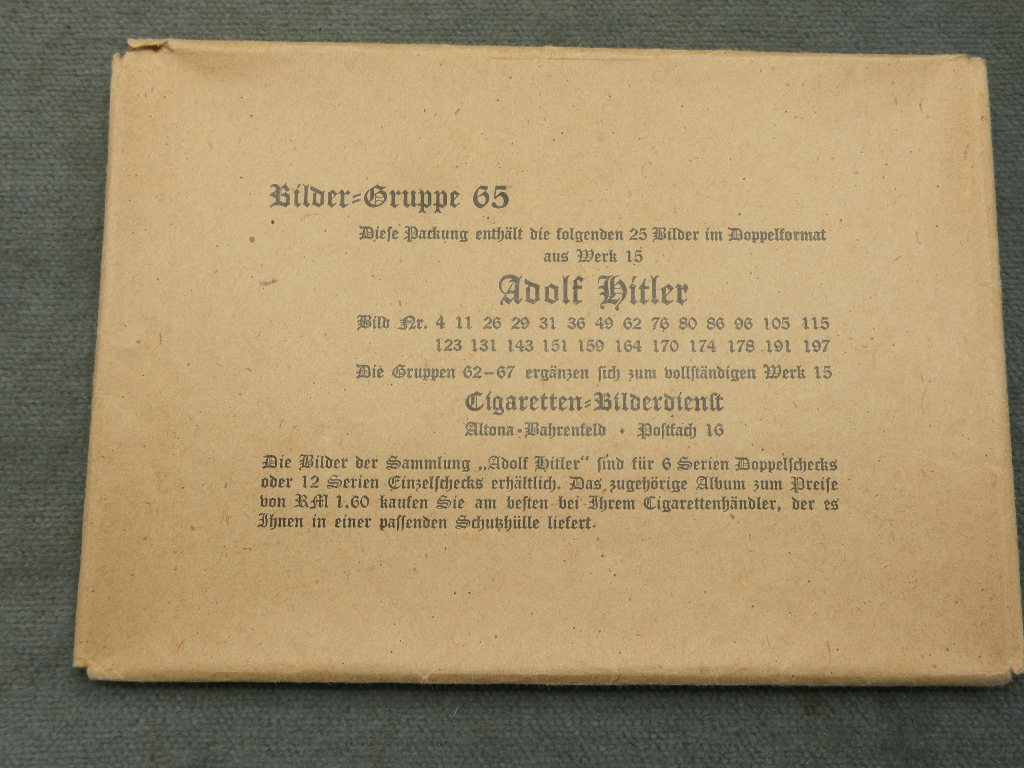 Bilder-Gruppe 65
Diese Packung enthält die folgenden 25 Bilder im Doppelformat
aus Werk 15
Adolf Hitler
Bild Nr. 4 11 26 29 31 36 49 62 76 80 86 96 105 115
123 131 143 151 159 164 170 174 178 191 197
Die Gruppen 62–67 ergänzen sich zum vollständigen Werk 15
Cigaretten-Bilderdienst
Altona-Bahrenfeld • Postfach 16
Die Bilder der Sammlung „Adolf Hitler“ sind für 6 Serien Doppelschecks
oder 12 Serien Einzelschecks erhältlich. Das zugehörige Album zum Preise
von RM 1.60 kaufen Sie am besten bei Ihrem Cigarettenhändler, der es
Ihnen in einer passenden Schutzhülle liefert.